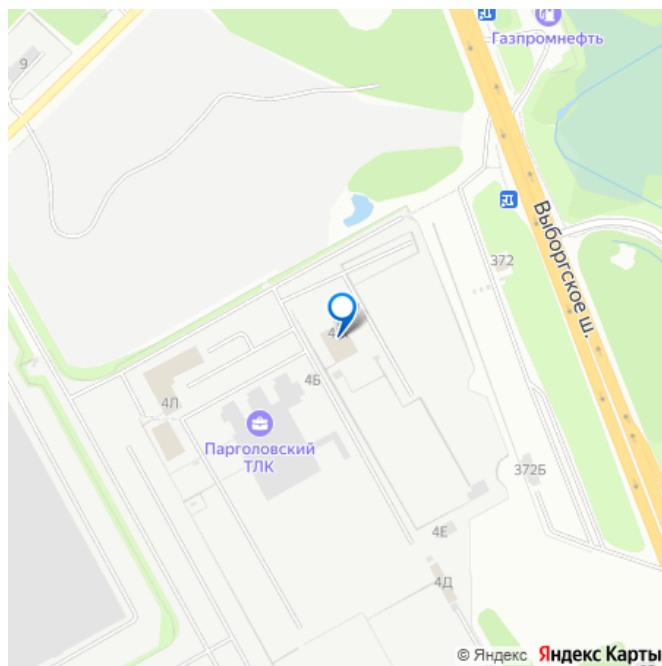 9
Газпромнефть
Выборгское ш.
372
4Б
4Л
Парголовский
ТЛК
372Б
4Е
4Д
© Яндекс Яндекс Карты